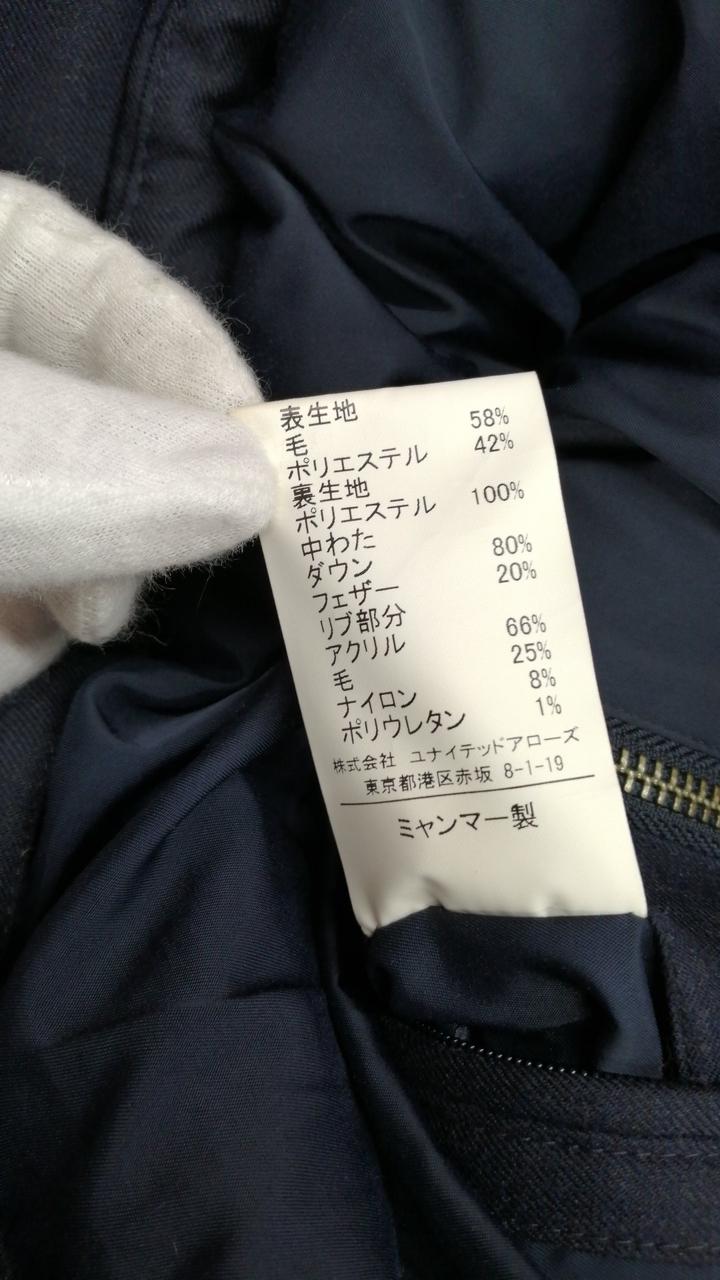 表生地
毛 58%
ポリエステル 42%
裏生地
ポリエステル 100%
中わた
ダウン 80%
フェザー 20%
リブ部分
アクリル 66%
毛 25%
ナイロン 8%
ポリウレタン 1%
株式会社 ユナイテッドアローズ
東京都港区赤坂 8-1-19
ミャンマー製